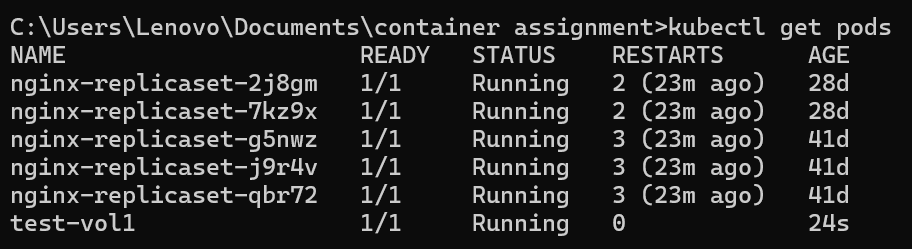 C:\Users\Lenovo\Documents\container assignment>kubectl get pods
NAME                     READY   STATUS    RESTARTS      AGE
nginx-replicaset-2j8gm   1/1     Running   2 (23m ago)   28d
nginx-replicaset-7kz9x   1/1     Running   2 (23m ago)   28d
nginx-replicaset-g5nwz   1/1     Running   3 (23m ago)   41d
nginx-replicaset-j9r4v   1/1     Running   3 (23m ago)   41d
nginx-replicaset-qbr72   1/1     Running   3 (23m ago)   41d
test-vol1                1/1     Running   0             24s